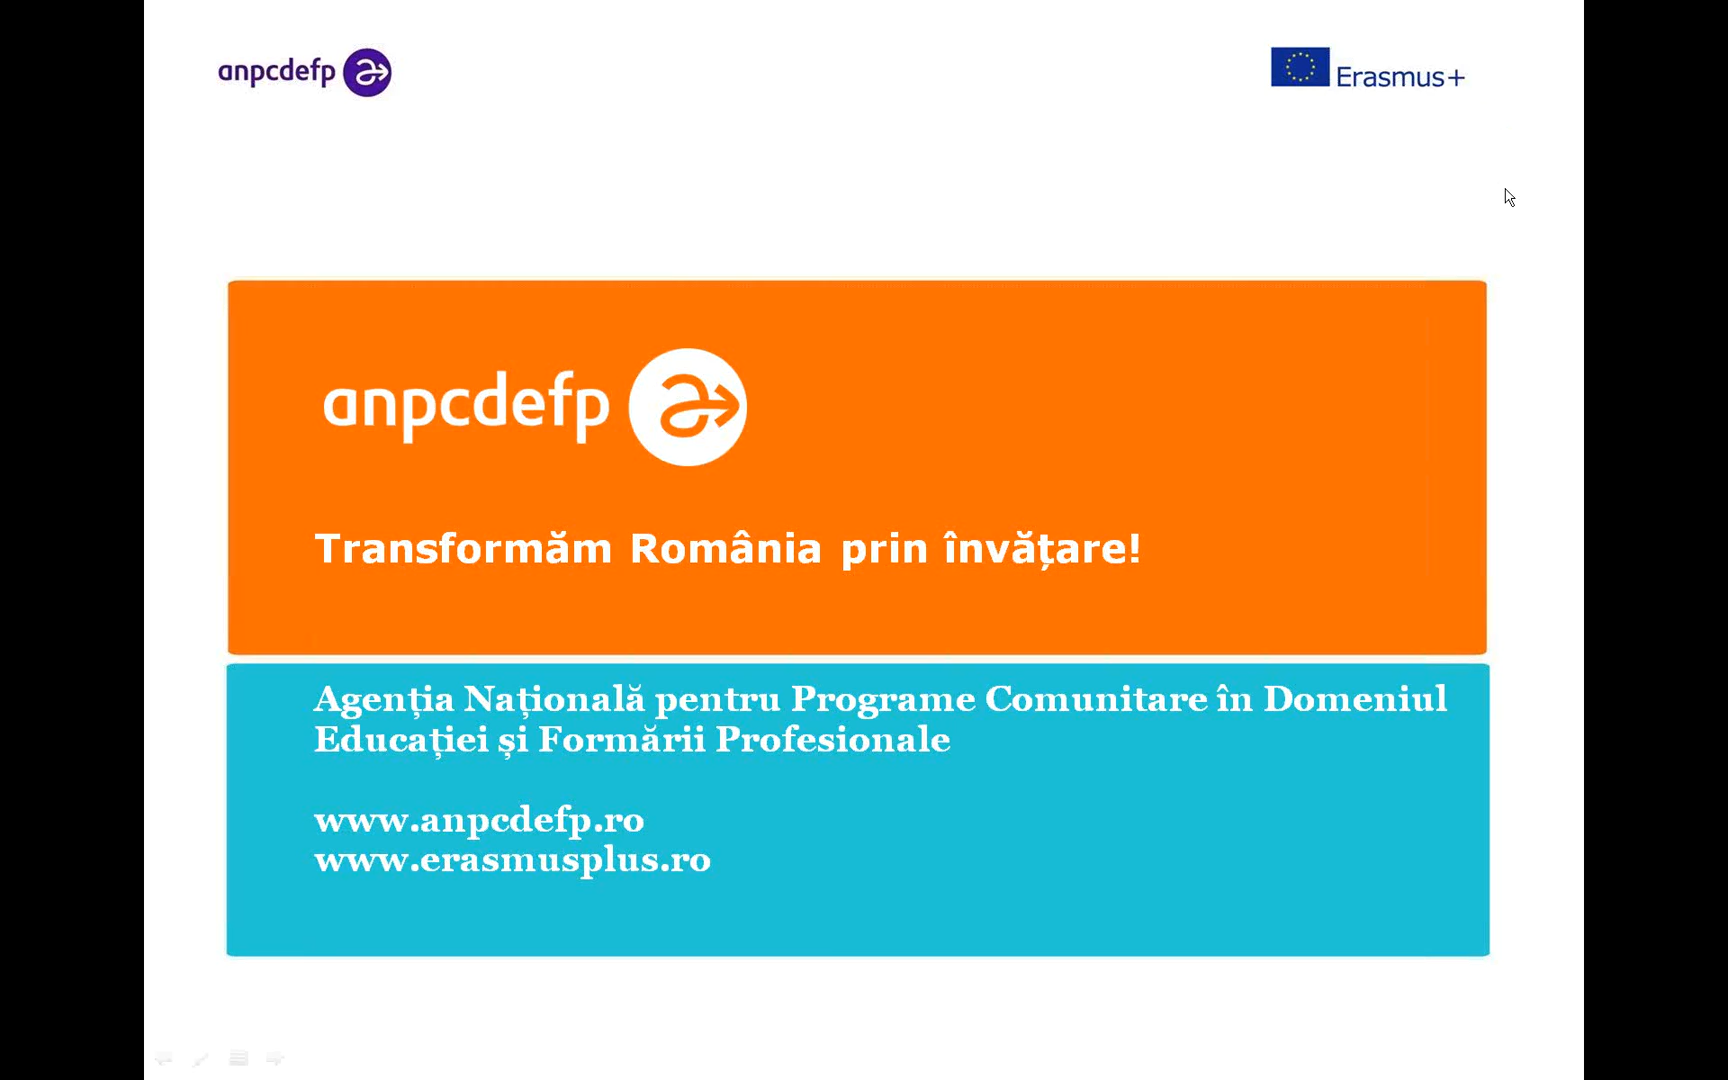 anpcdefp
Erasmus+
anpcdefp
Transformăm România prin învățare!
Agenția Națională pentru Programe Comunitare în Domeniul
Educației și Formării Profesionale
www.anpcdefp.ro
www.erasmusplus.ro